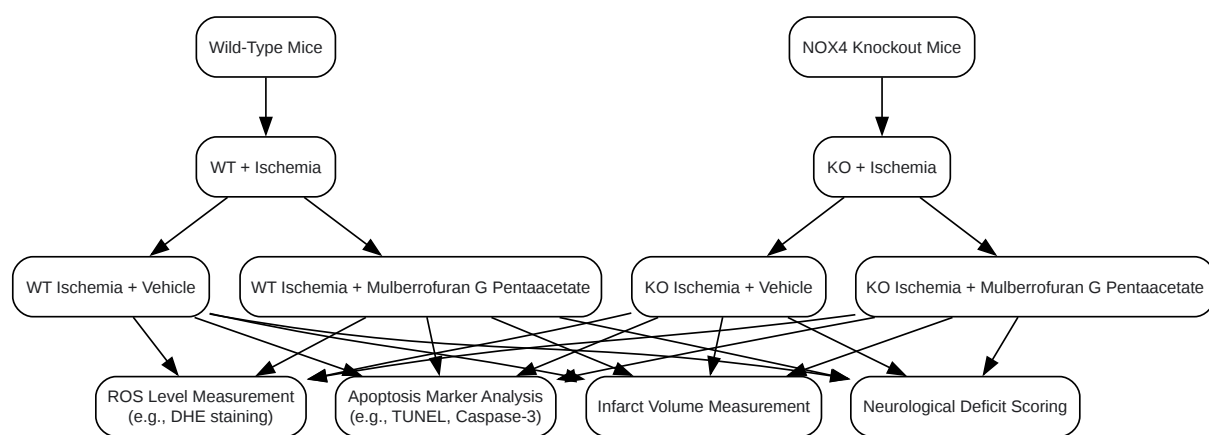 Wild-Type Mice
NOX4 Knockout Mice
WT + Ischemia
KO + Ischemia
WT Ischemia + Vehicle
WT Ischemia + Mulberrofuran G Pentaacetate
KO Ischemia + Vehicle
KO Ischemia + Mulberrofuran G Pentaacetate
ROS Level Measurement
(e.g., DHE staining)
Apoptosis Marker Analysis
(e.g., TUNEL, Caspase-3)
Infarct Volume Measurement
Neurological Deficit Scoring